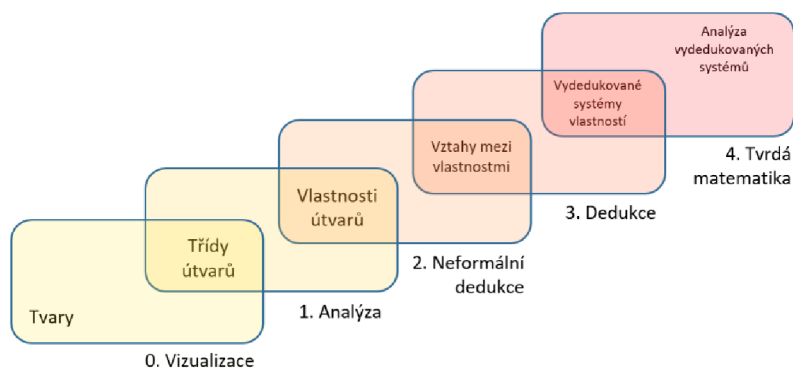 Tvary
Třídy
útvarů
0. Vizualizace
Vlastnosti
útvarů
1. Analýza
Vztahy mezi
vlastnostmi
2. Neformální
dedukce
Vydedukované
systémy
vlastností
3. Dedukce
Analýza
vydedukovaných
systémů
4. Tvrdá
matematika